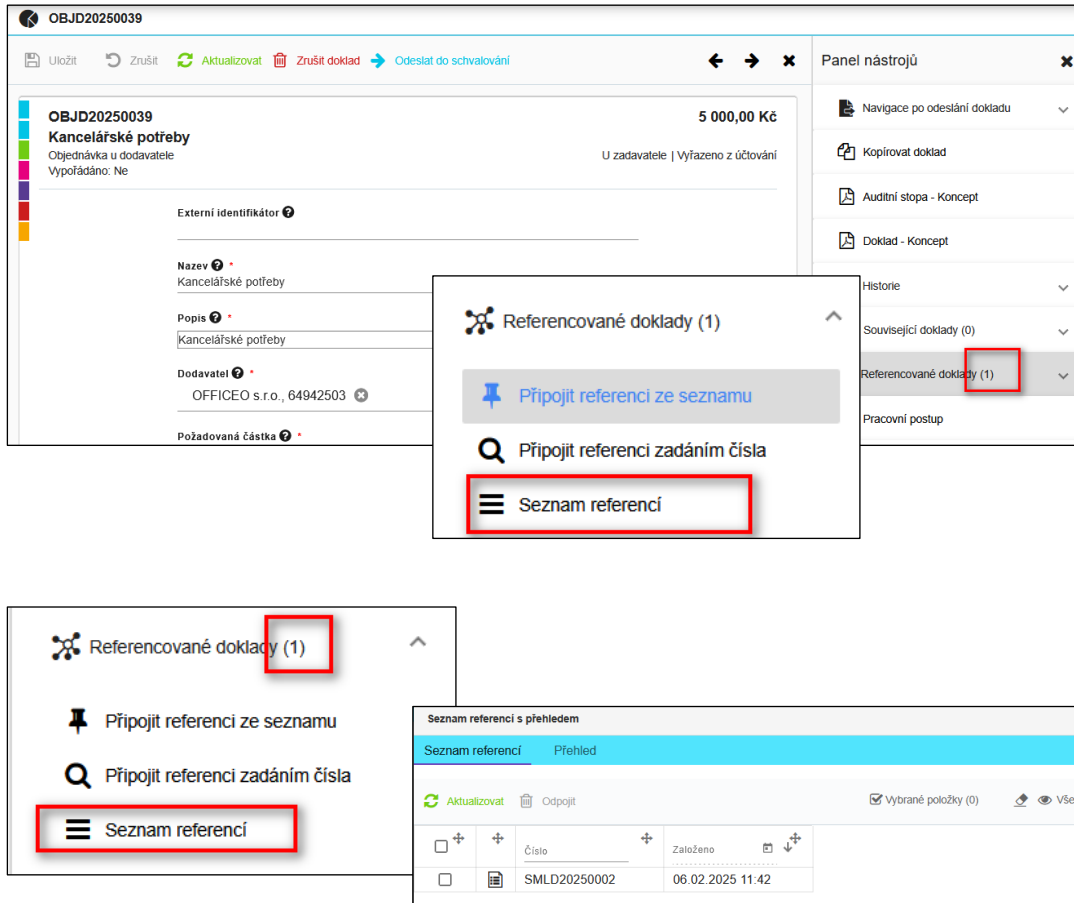 OBJD20250039
Uložit Zrušit Aktualizovat Zrušit doklad Odeslat do schvalování
Panel nástrojů
OBJD20250039 5 000,00 Kč
Kancelářské potřeby
Objednávka u dodavatele U zadavatele | Vyřazeno z účtování
Vypořádáno: Ne
Externí identifikátor
Nazev *
Kancelářské potřeby
Popis *
Kancelářské potřeby
Dodavatel *
OFFICEO s.r.o., 64942503
Požadovaná částka *
Navigace po odeslání dokladu
Kopírovat doklad
Auditní stopa - Koncept
Doklad - Koncept
Historie
Související doklady (0)
Referencované doklady (1)
Pracovní postup
Referencované doklady (1)
Připojit referenci ze seznamu
Připojit referenci zadáním čísla
Seznam referencí
Referencované doklady (1)
Připojit referenci ze seznamu
Připojit referenci zadáním čísla
Seznam referencí
Seznam referencí s přehledem
Seznam referencí Přehled
Aktualizovat Odpojit Vybrané položky (0) Vše
Číslo Založeno
SMLD20250002 06.02.2025 11:42